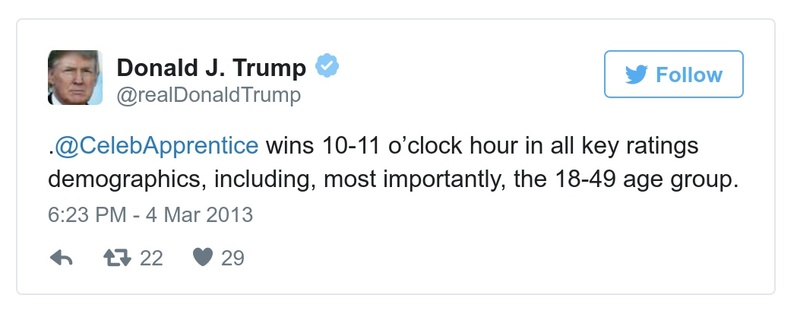 Donald J. Trump
@realDonaldTrump
Follow
.@CelebApprentice wins 10-11 o’clock hour in all key ratings
demographics, including, most importantly, the 18-49 age group.
6:23 PM - 4 Mar 2013
22 29